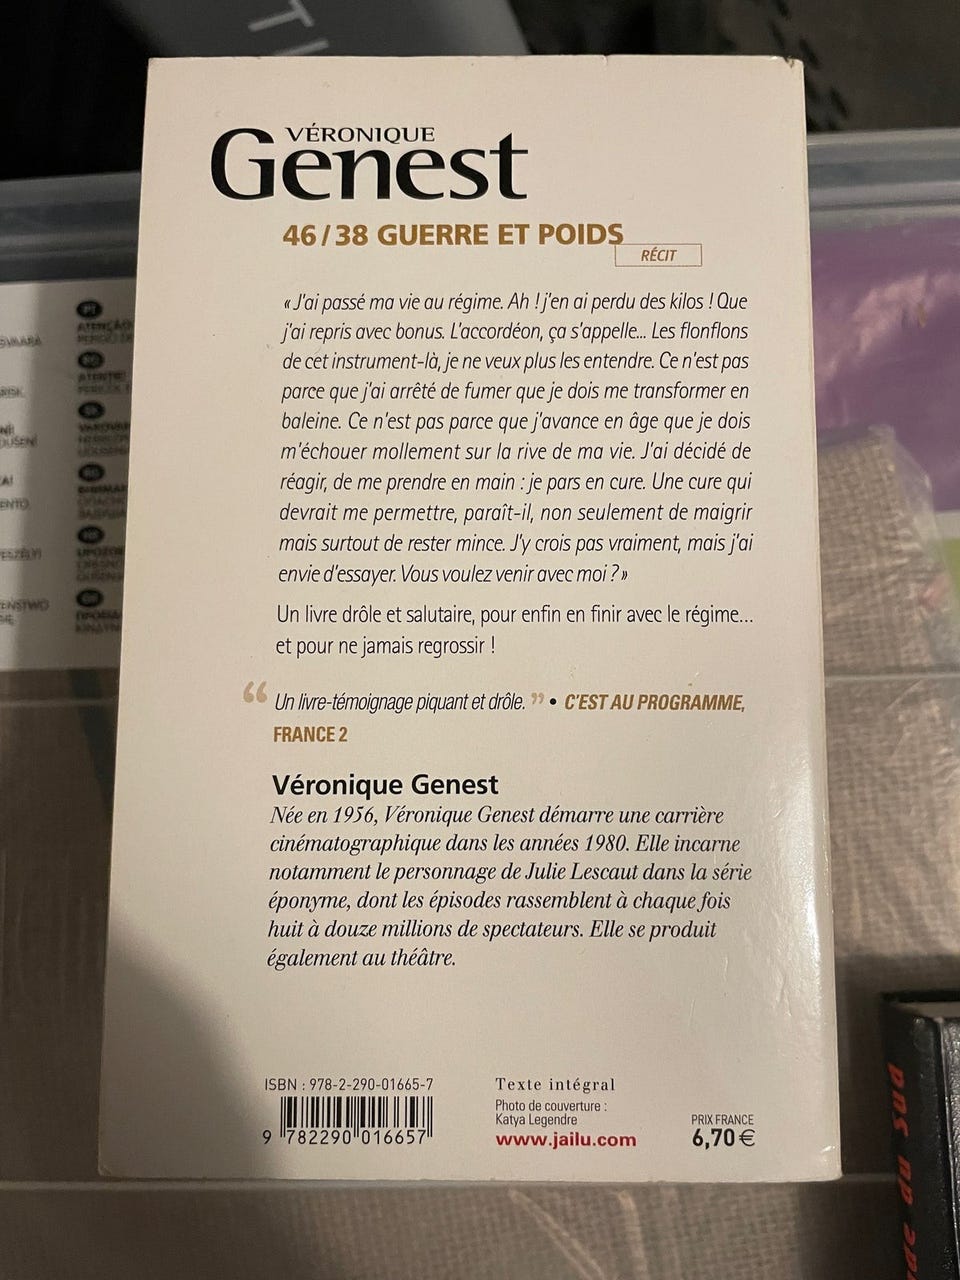 VÉRONIQUE
Genest
46/38 GUERRE ET POIDS
RÉCIT
« J'ai passé ma vie au régime. Ah ! j'en ai perdu des kilos ! Que
j'ai repris avec bonus. L'accordéon, ça s'appelle... Les flonflons
de cet instrument-là, je ne veux plus les entendre. Ce n'est pas
parce que j'ai arrêté de fumer que je dois me transformer en
baleine. Ce n'est pas parce que j'avance en âge que je dois
m'échouer mollement sur la rive de ma vie. J'ai décidé de
réagir, de me prendre en main : je pars en cure. Une cure qui
devrait me permettre, paraît-il, non seulement de maigrir
mais surtout de rester mince. J'y crois pas vraiment, mais j'ai
envie d'essayer. Vous voulez venir avec moi ? »
Un livre drôle et salutaire, pour enfin en finir avec le régime...
et pour ne jamais regrossir !
“ Un livre-témoignage piquant et drôle. ” • C'EST AU PROGRAMME,
FRANCE 2
Véronique Genest
Née en 1956, Véronique Genest démarre une carrière
cinématographique dans les années 1980. Elle incarne
notamment le personnage de Julie Lescaut dans la série
éponyme, dont les épisodes rassemblent à chaque fois
huit à douze millions de spectateurs. Elle se produit
également au théâtre.
ISBN : 978-2-290-01665-7
9 782290 016657
Texte intégral
Photo de couverture :
Katya Legendre
www.jailu.com
PRIX FRANCE
6,70 €
au Sud